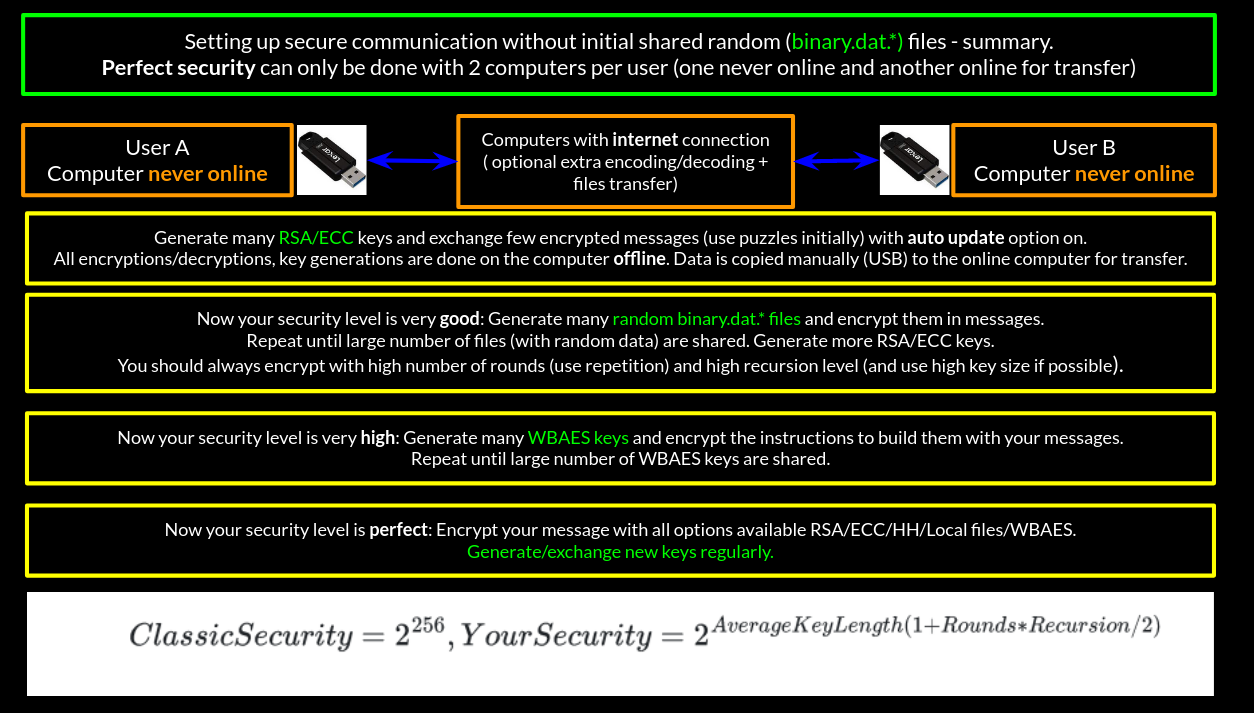 Setting up secure communication without initial shared random (binary.dat.*) files - summary.
Perfect security can only be done with 2 computers per user (one never online and another online for transfer)
User A
Computer never online
Lexar
Computers with internet connection
( optional extra encoding/decoding +
files transfer)
Lexar
User B
Computer never online
Generate many RSA/ECC keys and exchange few encrypted messages (use puzzles initially) with auto update option on.
All encryptions/decryptions, key generations are done on the computer offline. Data is copied manually (USB) to the online computer for transfer.
Now your security level is very good: Generate many random binary.dat.* files and encrypt them in messages.
Repeat until large number of files (with random data) are shared. Generate more RSA/ECC keys.
You should always encrypt with high number of rounds (use repetition) and high recursion level (and use high key size if possible).
Now your security level is very high: Generate many WBAES keys and encrypt the instructions to build them with your messages.
Repeat until large number of WBAES keys are shared.
Now your security level is perfect: Encrypt your message with all options available RSA/ECC/HH/Local files/WBAES.
Generate/exchange new keys regularly.
ClassicSecurity = 2^256, YourSecurity = 2^AverageKeyLength(1+Rounds*Recursion/2)